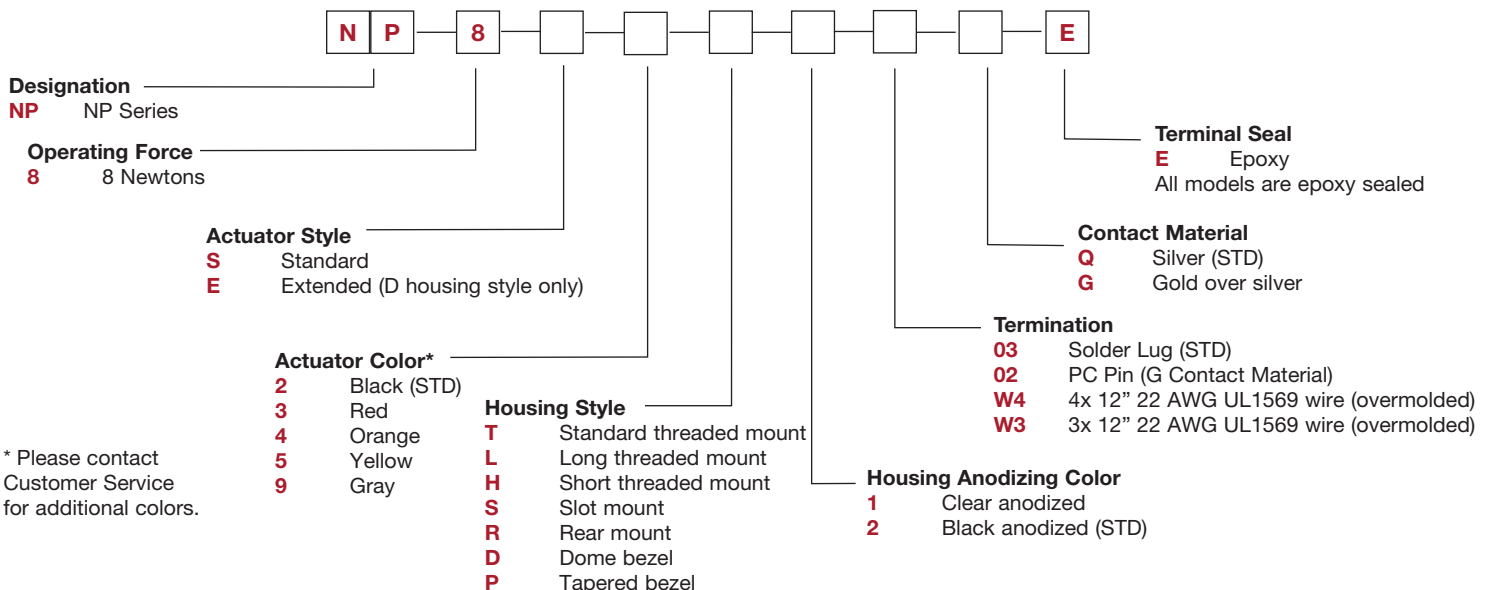 N P 8 E
Designation
NP NP Series
Operating Force
8 8 Newtons
Actuator Style
S Standard
E Extended (D housing style only)
Actuator Color*
2 Black (STD)
3 Red
4 Orange
5 Yellow
9 Gray
* Please contact
Customer Service
for additional colors.
Housing Style
T Standard threaded mount
L Long threaded mount
H Short threaded mount
S Slot mount
R Rear mount
D Dome bezel
P Tapered bezel
Housing Anodizing Color
1 Clear anodized
2 Black anodized (STD)
Termination
03 Solder Lug (STD)
02 PC Pin (G Contact Material)
W4 4x 12” 22 AWG UL1569 wire (overmolded)
W3 3x 12” 22 AWG UL1569 wire (overmolded)
Contact Material
Q Silver (STD)
G Gold over silver
Terminal Seal
E Epoxy
All models are epoxy sealed